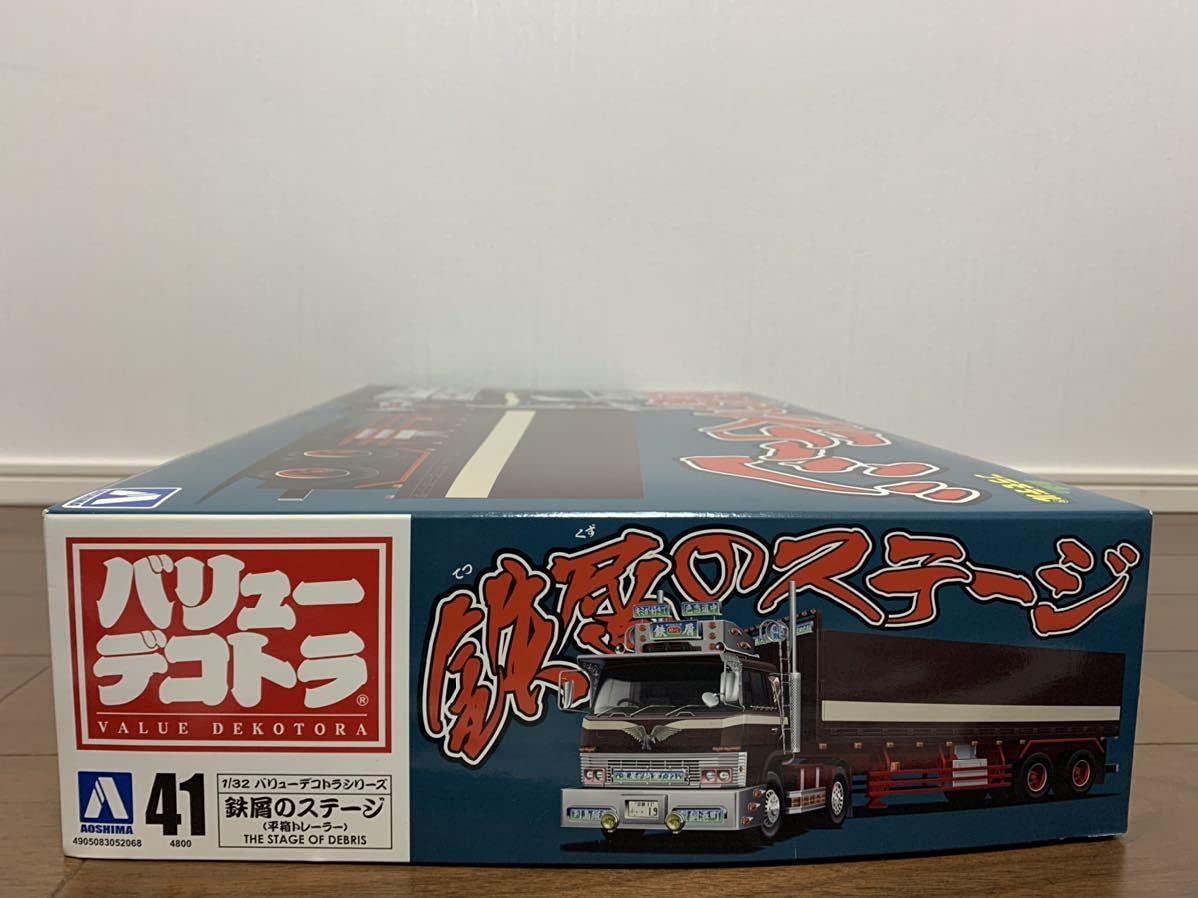 バリュー
デコトラ®
VALUE DEKOTORA
AOSHIMA
4905083052068
41
4800
1/32 バリューデコトラシリーズ
鉄屑のステージ
(平箱トレーラー)
THE STAGE OF DEBRIS
てつ くず
鉄屑のステージ
鉄 屑
19